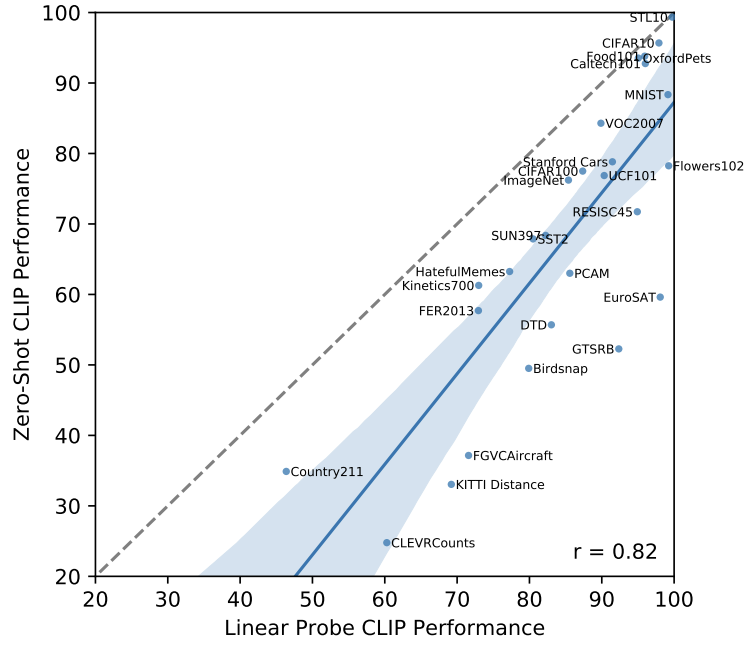 100
90
80
70
60
50
40
30
20
Zero-Shot CLIP Performance
STL10
CIFAR10
Food101
OxfordPets
Caltech101
MNIST
VOC2007
Stanford Cars
Flowers102
CIFAR100
UCF101
ImageNet
RESISC45
SUN397
SST2
HatefulMemes
PCAM
Kinetics700
EuroSAT
FER2013
DTD
GTSRB
Birdsnap
FGVCAircraft
Country211
KITTI Distance
CLEVRCounts
r = 0.82
20 30 40 50 60 70 80 90 100
Linear Probe CLIP Performance